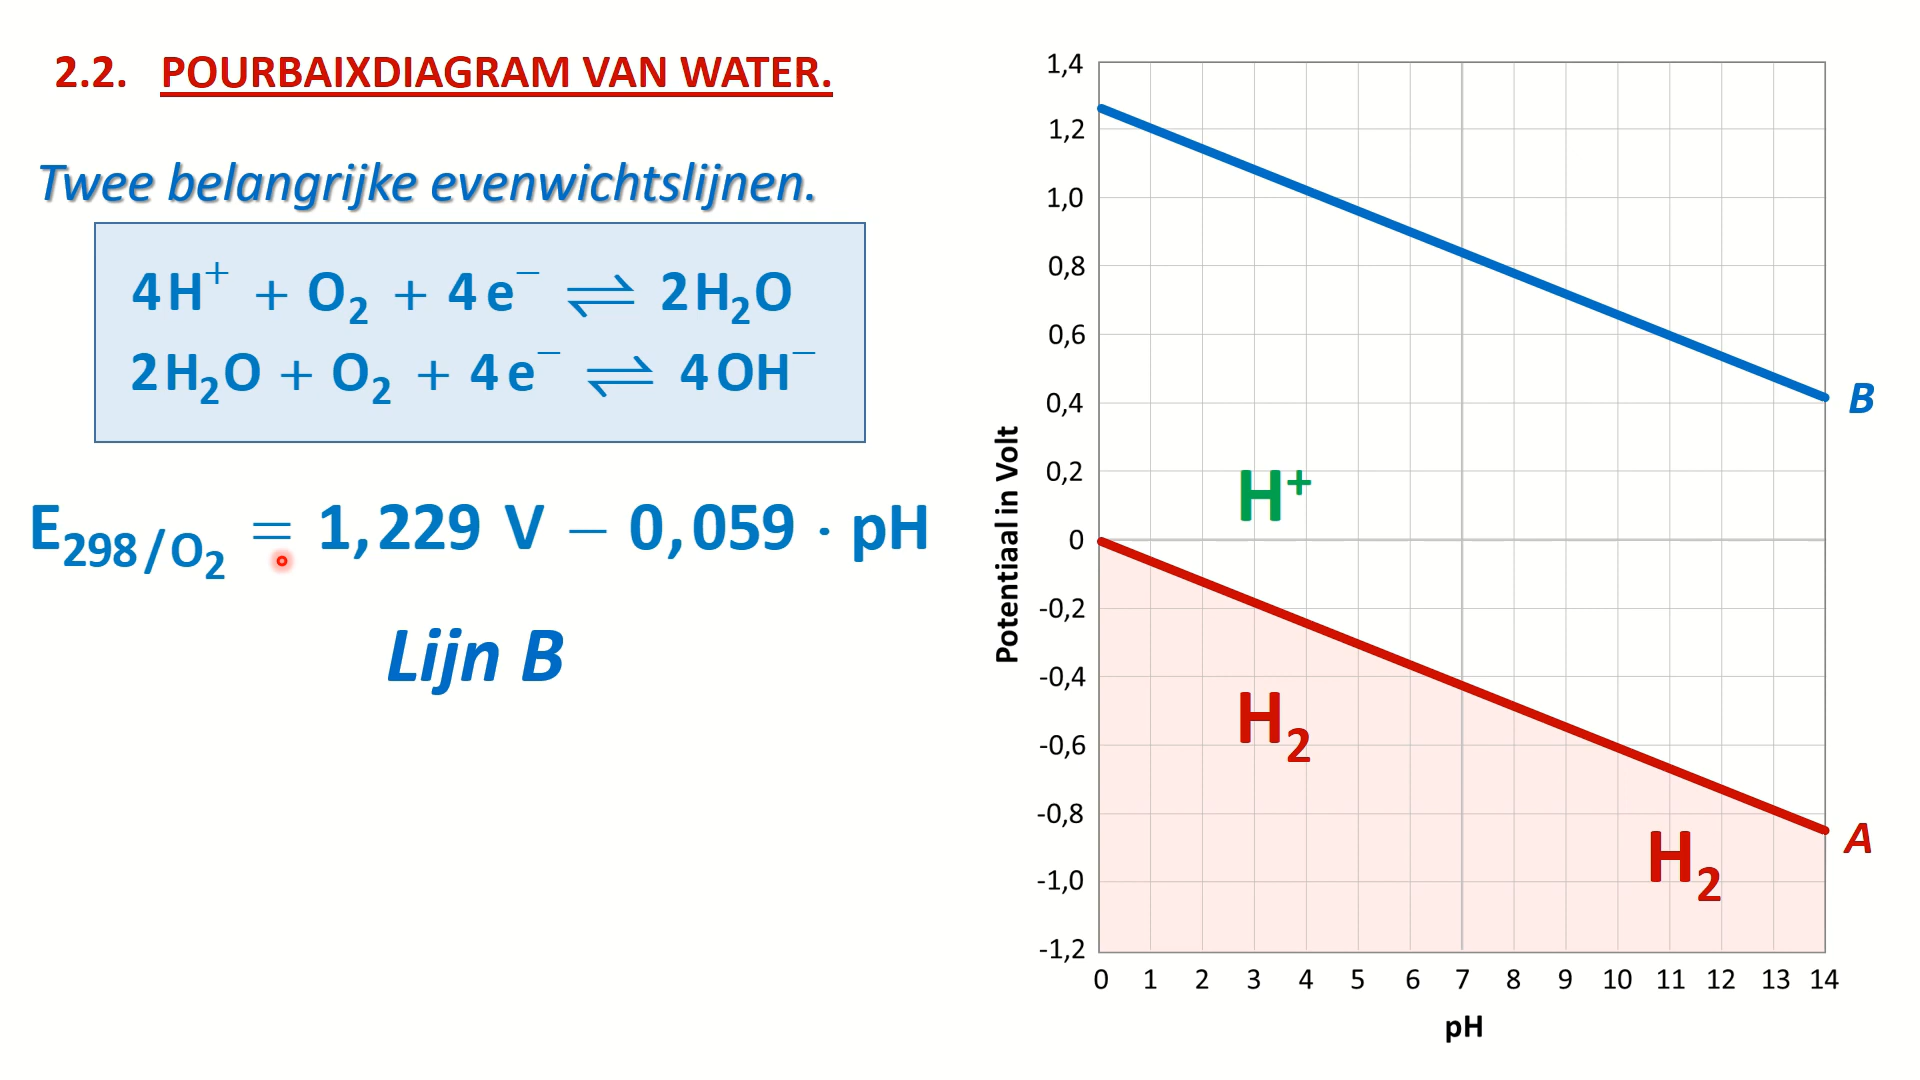 2.2. POURBAIXDIAGRAM VAN WATER.
Twee belangrijke evenwichtslijnen.
4H⁺ + O₂ + 4e⁻ ⇌ 2H₂O
2H₂O + O₂ + 4e⁻ ⇌ 4OH⁻
E₂₉₈/O₂ = 1,229 V − 0,059 · pH
Lijn B
Potentiaal in Volt
1,4
1,2
1,0
0,8
0,6
0,4
0,2
0
-0,2
-0,4
-0,6
-0,8
-1,0
-1,2
B
H⁺
H₂
A
H₂
0 1 2 3 4 5 6 7 8 9 10 11 12 13 14
pH